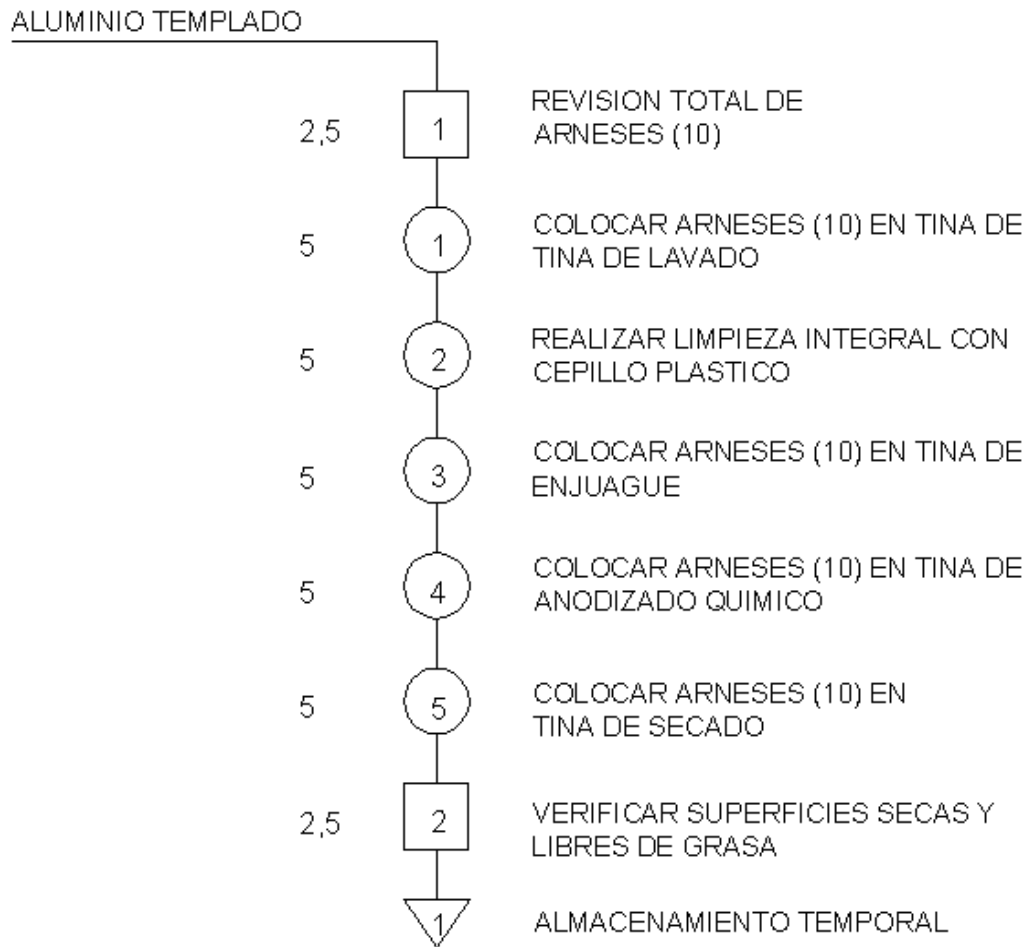 ALUMINIO TEMPLADO
2,5
1
REVISION TOTAL DE
ARNESES (10)
5
1
COLOCAR ARNESES (10) EN TINA DE
TINA DE LAVADO
5
2
REALIZAR LIMPIEZA INTEGRAL CON
CEPILLO PLASTICO
5
3
COLOCAR ARNESES (10) EN TINA DE
ENJUAGUE
5
4
COLOCAR ARNESES (10) EN TINA DE
ANODIZADO QUIMICO
5
5
COLOCAR ARNESES (10) EN
TINA DE SECADO
2,5
2
VERIFICAR SUPERFICIES SECAS Y
LIBRES DE GRASA
1
ALMACENAMIENTO TEMPORAL